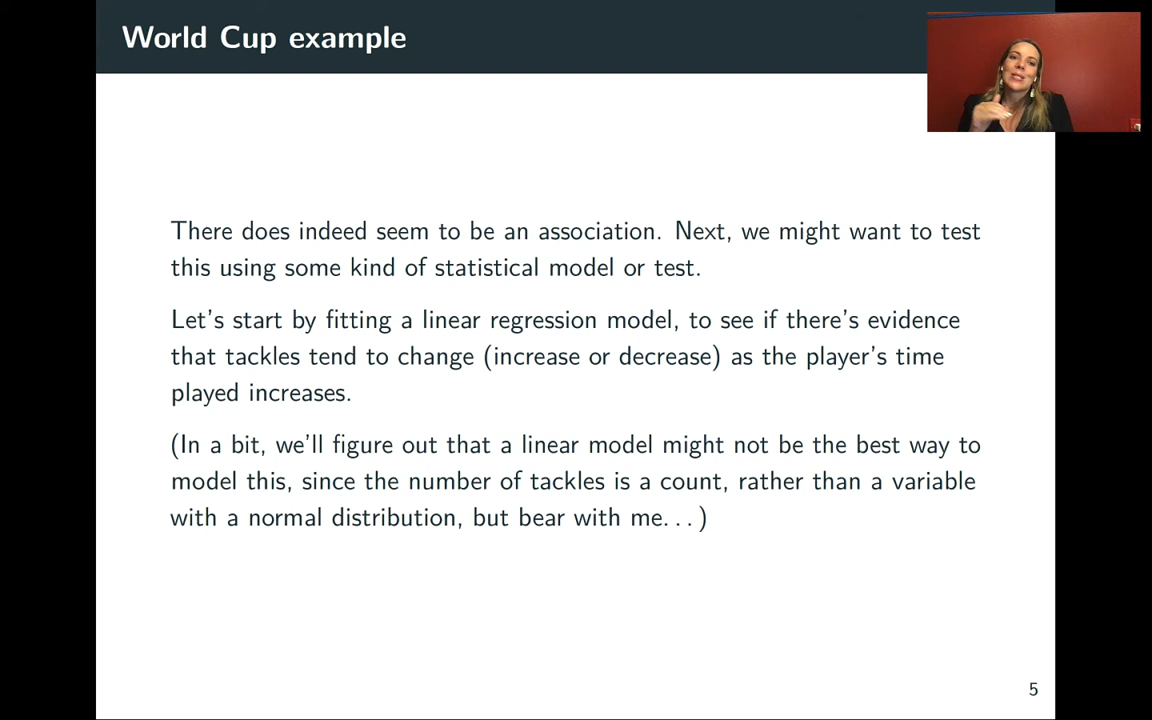 World Cup example
There does indeed seem to be an association. Next, we might want to test
this using some kind of statistical model or test.
Let's start by fitting a linear regression model, to see if there's evidence
that tackles tend to change (increase or decrease) as the player's time
played increases.
(In a bit, we'll figure out that a linear model might not be the best way to
model this, since the number of tackles is a count, rather than a variable
with a normal distribution, but bear with me. . . )
5